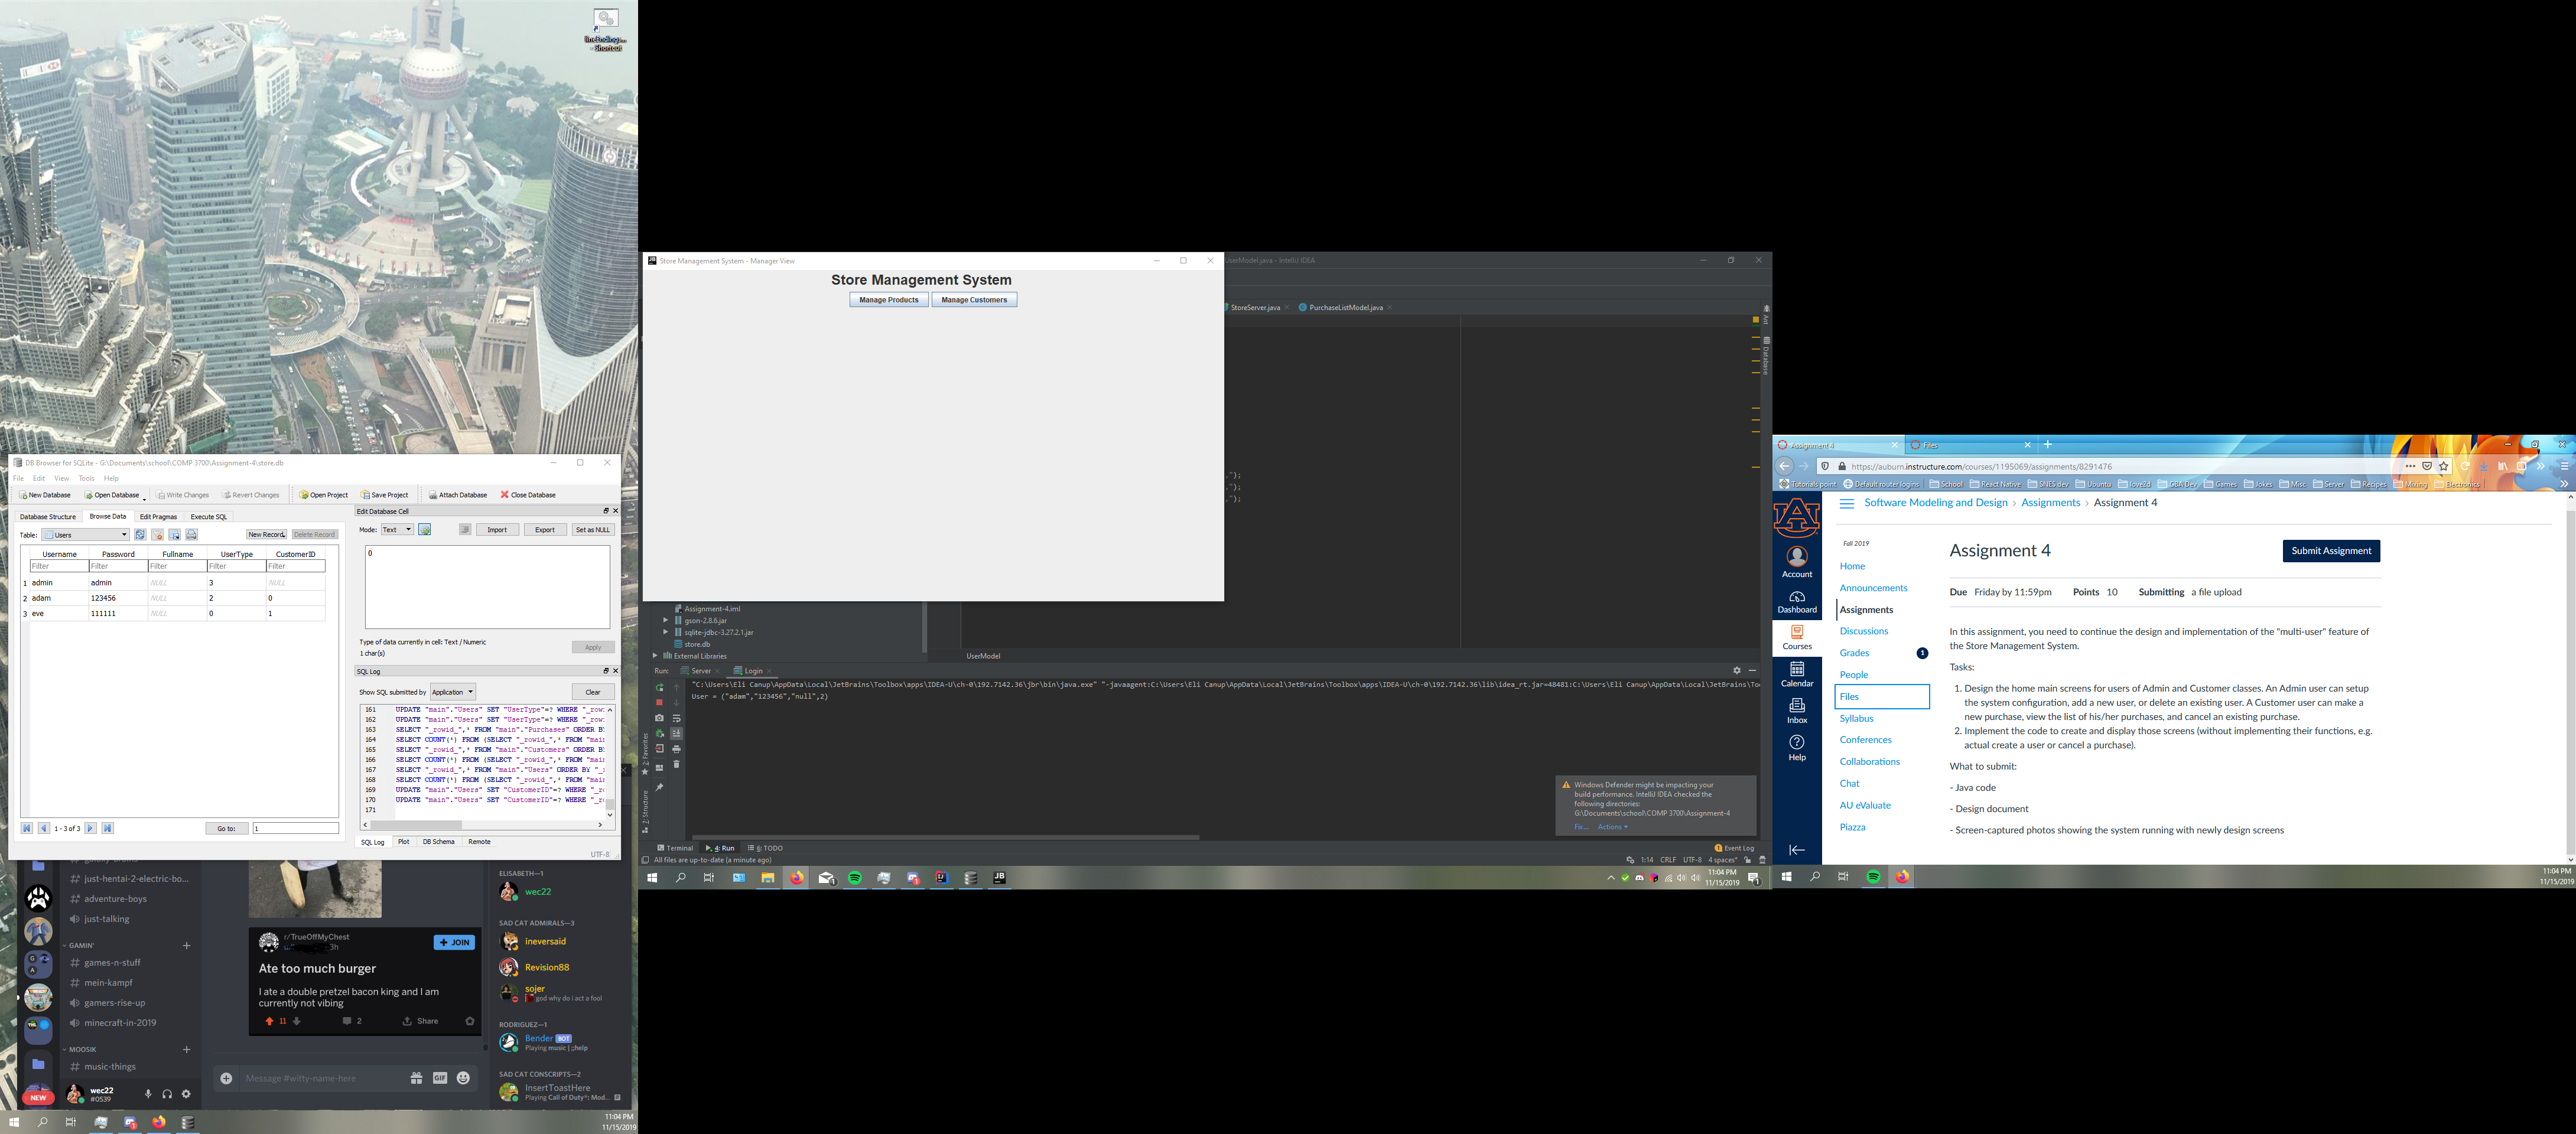 DB Browser for SQLite - G:\Documents\school\COMP 3700\Assignment-4\store.db
File Edit View Tools Help
New Database Open Database Write Changes Revert Changes Open Project Save Project Attach Database Close Database
Database Structure Browse Data Edit Pragmas Execute SQL
Table: Users New Record Delete Record
Username Password Fullname UserType CustomerID
Filter Filter Filter Filter Filter
1 admin admin NULL 3 NULL
2 adam 123456 NULL 2 0
3 eve 111111 NULL 0 1
1 - 3 of 3 Go to: 1
Edit Database Cell
Mode: Text Import Export Set as NULL
0
Type of data currently in cell: Text / Numeric
1 char(s)
Apply
SQL Log
Show SQL submitted by Application Clear
161 UPDATE "main"."Users" SET "UserType"=? WHERE "_rowi
162 UPDATE "main"."Users" SET "UserType"=? WHERE "_rowi
163 SELECT "_rowid_",* FROM "main"."Purchases" ORDER BY
164 SELECT COUNT(*) FROM (SELECT "_rowid_",* FROM "mai
165 SELECT "_rowid_",* FROM "main"."Customers" ORDER BY
166 SELECT COUNT(*) FROM (SELECT "_rowid_",* FROM "mai
167 SELECT "_rowid_",* FROM "main"."Users" ORDER BY "_r
168 SELECT COUNT(*) FROM (SELECT "_rowid_",* FROM "mai
169 UPDATE "main"."Users" SET "CustomerID"=? WHERE "_r
170 UPDATE "main"."Users" SET "CustomerID"=? WHERE "_r
171
SQL Log Plot DB Schema Remote
UTF-8
# just-hentai-2-electric-bo...
# adventure-boys
just-talking
GAMIN'
# games-n-stuff
# mein-kampf
gamers-rise-up
minecraft-in-2019
MOOSIK
# music-things
wec22
#0539
NEW
r/TrueOffMyChest
3h
+ JOIN
Ate too much burger
I ate a double pretzel bacon king and I am
currently not vibing
11 2 Share
Message #witty-name-here
GIF
ELISABETH—1
wec22
SAD CAT ADMIRALS—3
ineversaid
Revision88
sojer
god why do i act a fool
RODRIGUEZ—1
Bender BOT
Playing music | ;;help
SAD CAT CONSCRIPTS—2
InsertToastHere
Playing Call of Duty®: Mod...
11:04 PM
11/15/2019
Store Management System - Manager View
Store Management System
Manage Products Manage Customers
UserModel.java - IntelliJ IDEA
StoreServer.java PurchaseListModel.java
Ant
Database
Assignment-4.iml
gson-2.8.6.jar
sqlite-jdbc-3.27.2.1.jar
store.db
External Libraries
UserModel
Run: Server Login
"C:\Users\Eli Canup\AppData\Local\JetBrains\Toolbox\apps\IDEA-U\ch-0\192.7142.36\jbr\bin\java.exe" "-javaagent:C:\Users\Eli Canup\AppData\Local\JetBrains\Toolbox\apps\IDEA-U\ch-0\192.7142.36\lib\idea_rt.jar=48481:C:\Users\Eli Canup\AppData\Local\JetBrains\To
User = ("adam","123456","null",2)
2: Favorites
7: Structure
Windows Defender might be impacting your
build performance. IntelliJ IDEA checked the
following directories:
G:\Documents\school\COMP 3700\Assignment-4
Fix... Actions
Terminal 4: Run 6: TODO Event Log
All files are up-to-date (a minute ago) 1:14 CRLF UTF-8 4 spaces
11:04 PM
11/15/2019
Assignment 4 Files
https://auburn.instructure.com/courses/1195069/assignments/8291476
Tutorials point Default router logins School React Native SNES dev Ubuntu love2d GBA Dev Games Jokes Misc Server Recipes Mixing Electronics
Software Modeling and Design > Assignments > Assignment 4
Account
Dashboard
Courses
Calendar
Inbox
Help
Fall 2019
Home
Announcements
Assignments
Discussions
Grades 1
People
Files
Syllabus
Conferences
Collaborations
Chat
AU eValuate
Piazza
Assignment 4
Submit Assignment
Due Friday by 11:59pm Points 10 Submitting a file upload
In this assignment, you need to continue the design and implementation of the "multi-user" feature of
the Store Management System.
Tasks:
1. Design the home main screens for users of Admin and Customer classes. An Admin user can setup
the system configuration, add a new user, or delete an existing user. A Customer user can make a
new purchase, view the list of his/her purchases, and cancel an existing purchase.
2. Implement the code to create and display those screens (without implementing their functions, e.g.
actual create a user or cancel a purchase).
What to submit:
- Java code
- Design document
- Screen-captured photos showing the system running with newly design screens
11:04 PM
11/15/2019